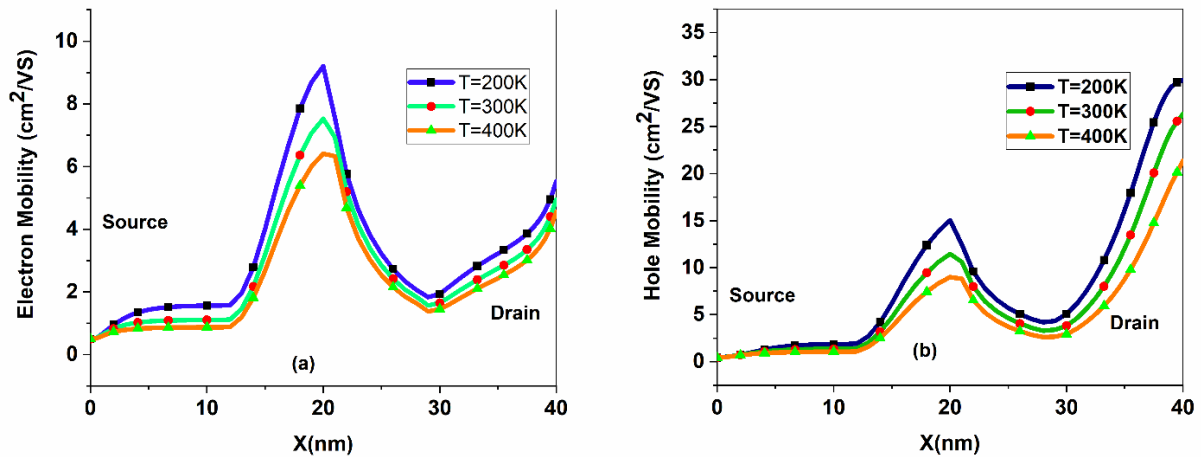 Electron Mobility (cm²/VS)
10
8
6
4
2
0
T=200K
T=300K
T=400K
Source
Drain
(a)
0
10
20
30
40
X(nm)
Hole Mobility (cm²/VS)
35
30
25
20
15
10
5
0
T=200K
T=300K
T=400K
Source
Drain
(b)
0
10
20
30
40
X(nm)